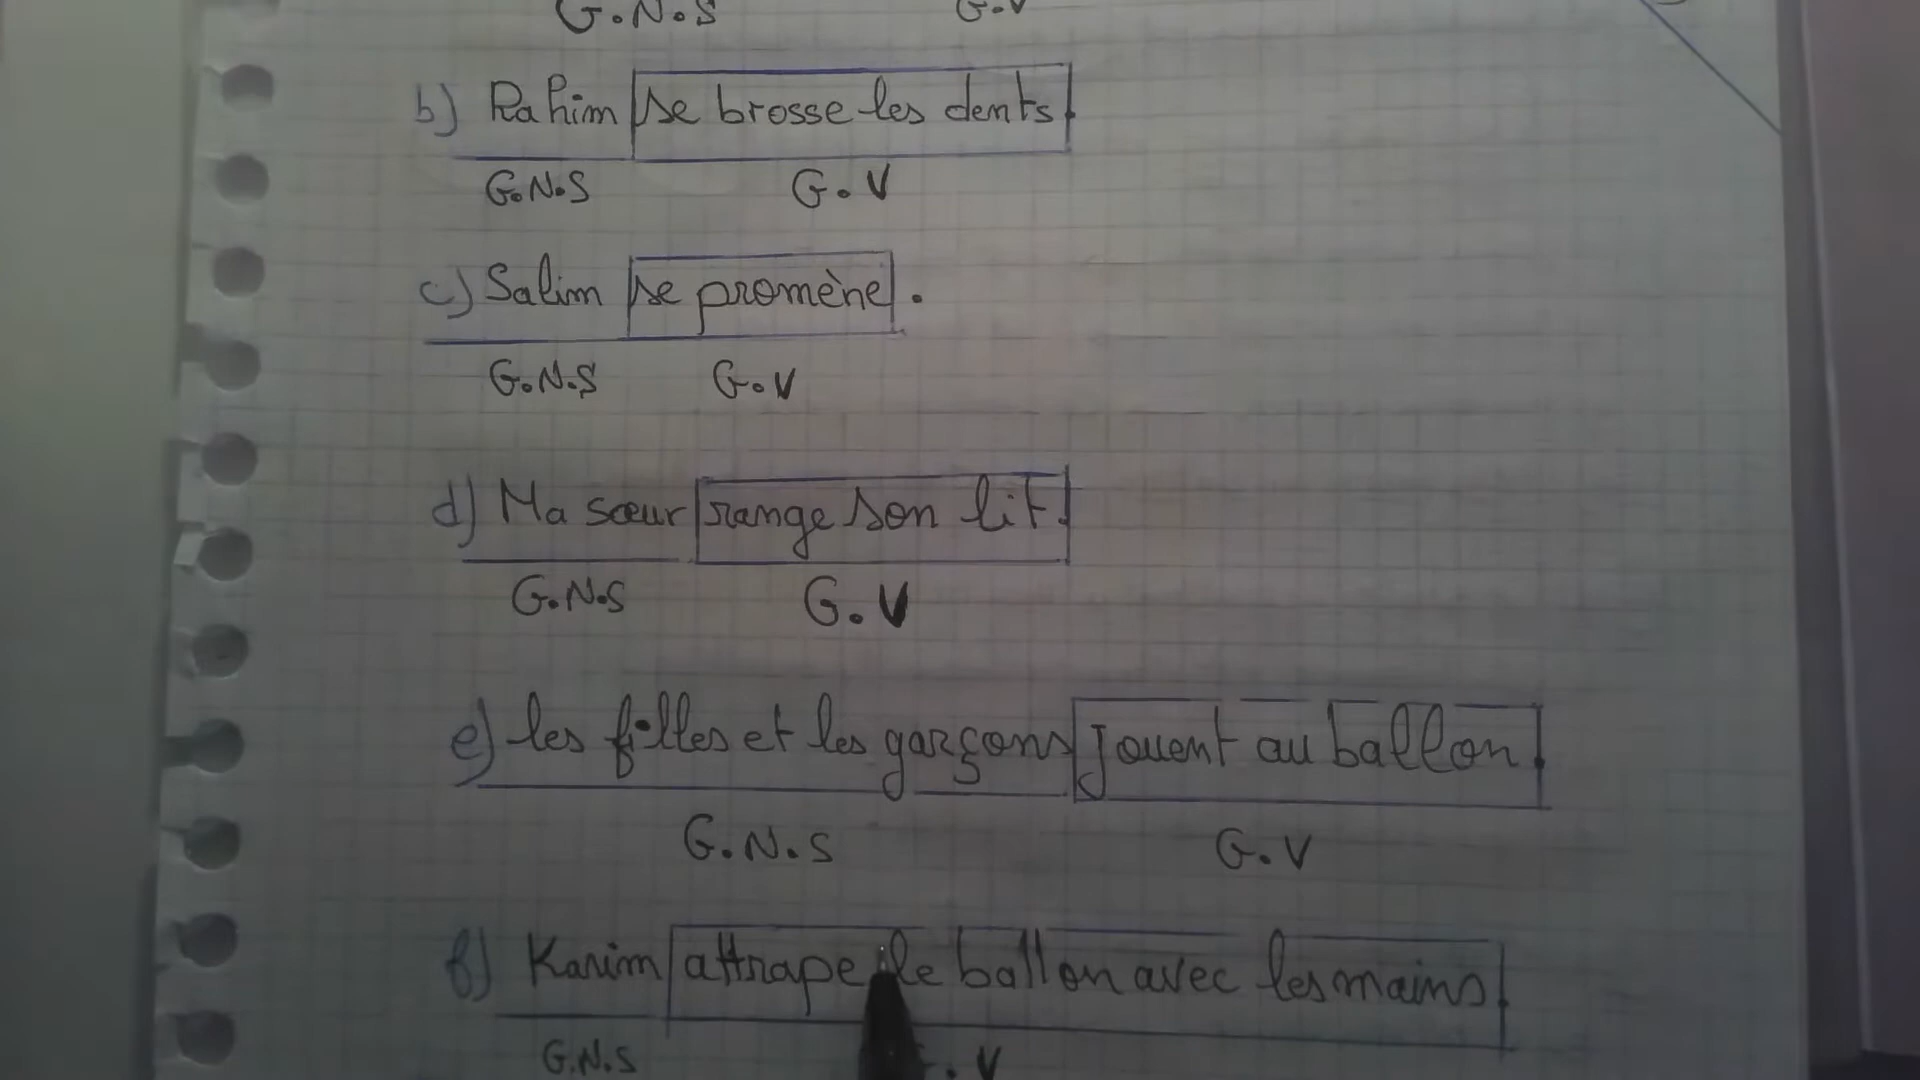 G.N.S G.V
b) Rahim se brosse les dents.
G.N.S G.V
c) Salim se promène.
G.N.S G.V
d) Ma sœur range son lit.
G.N.S G.V
e) les filles et les garçons jouent au ballon.
G.N.S G.V
f) Karim attrape le ballon avec les mains.
G.N.S . V